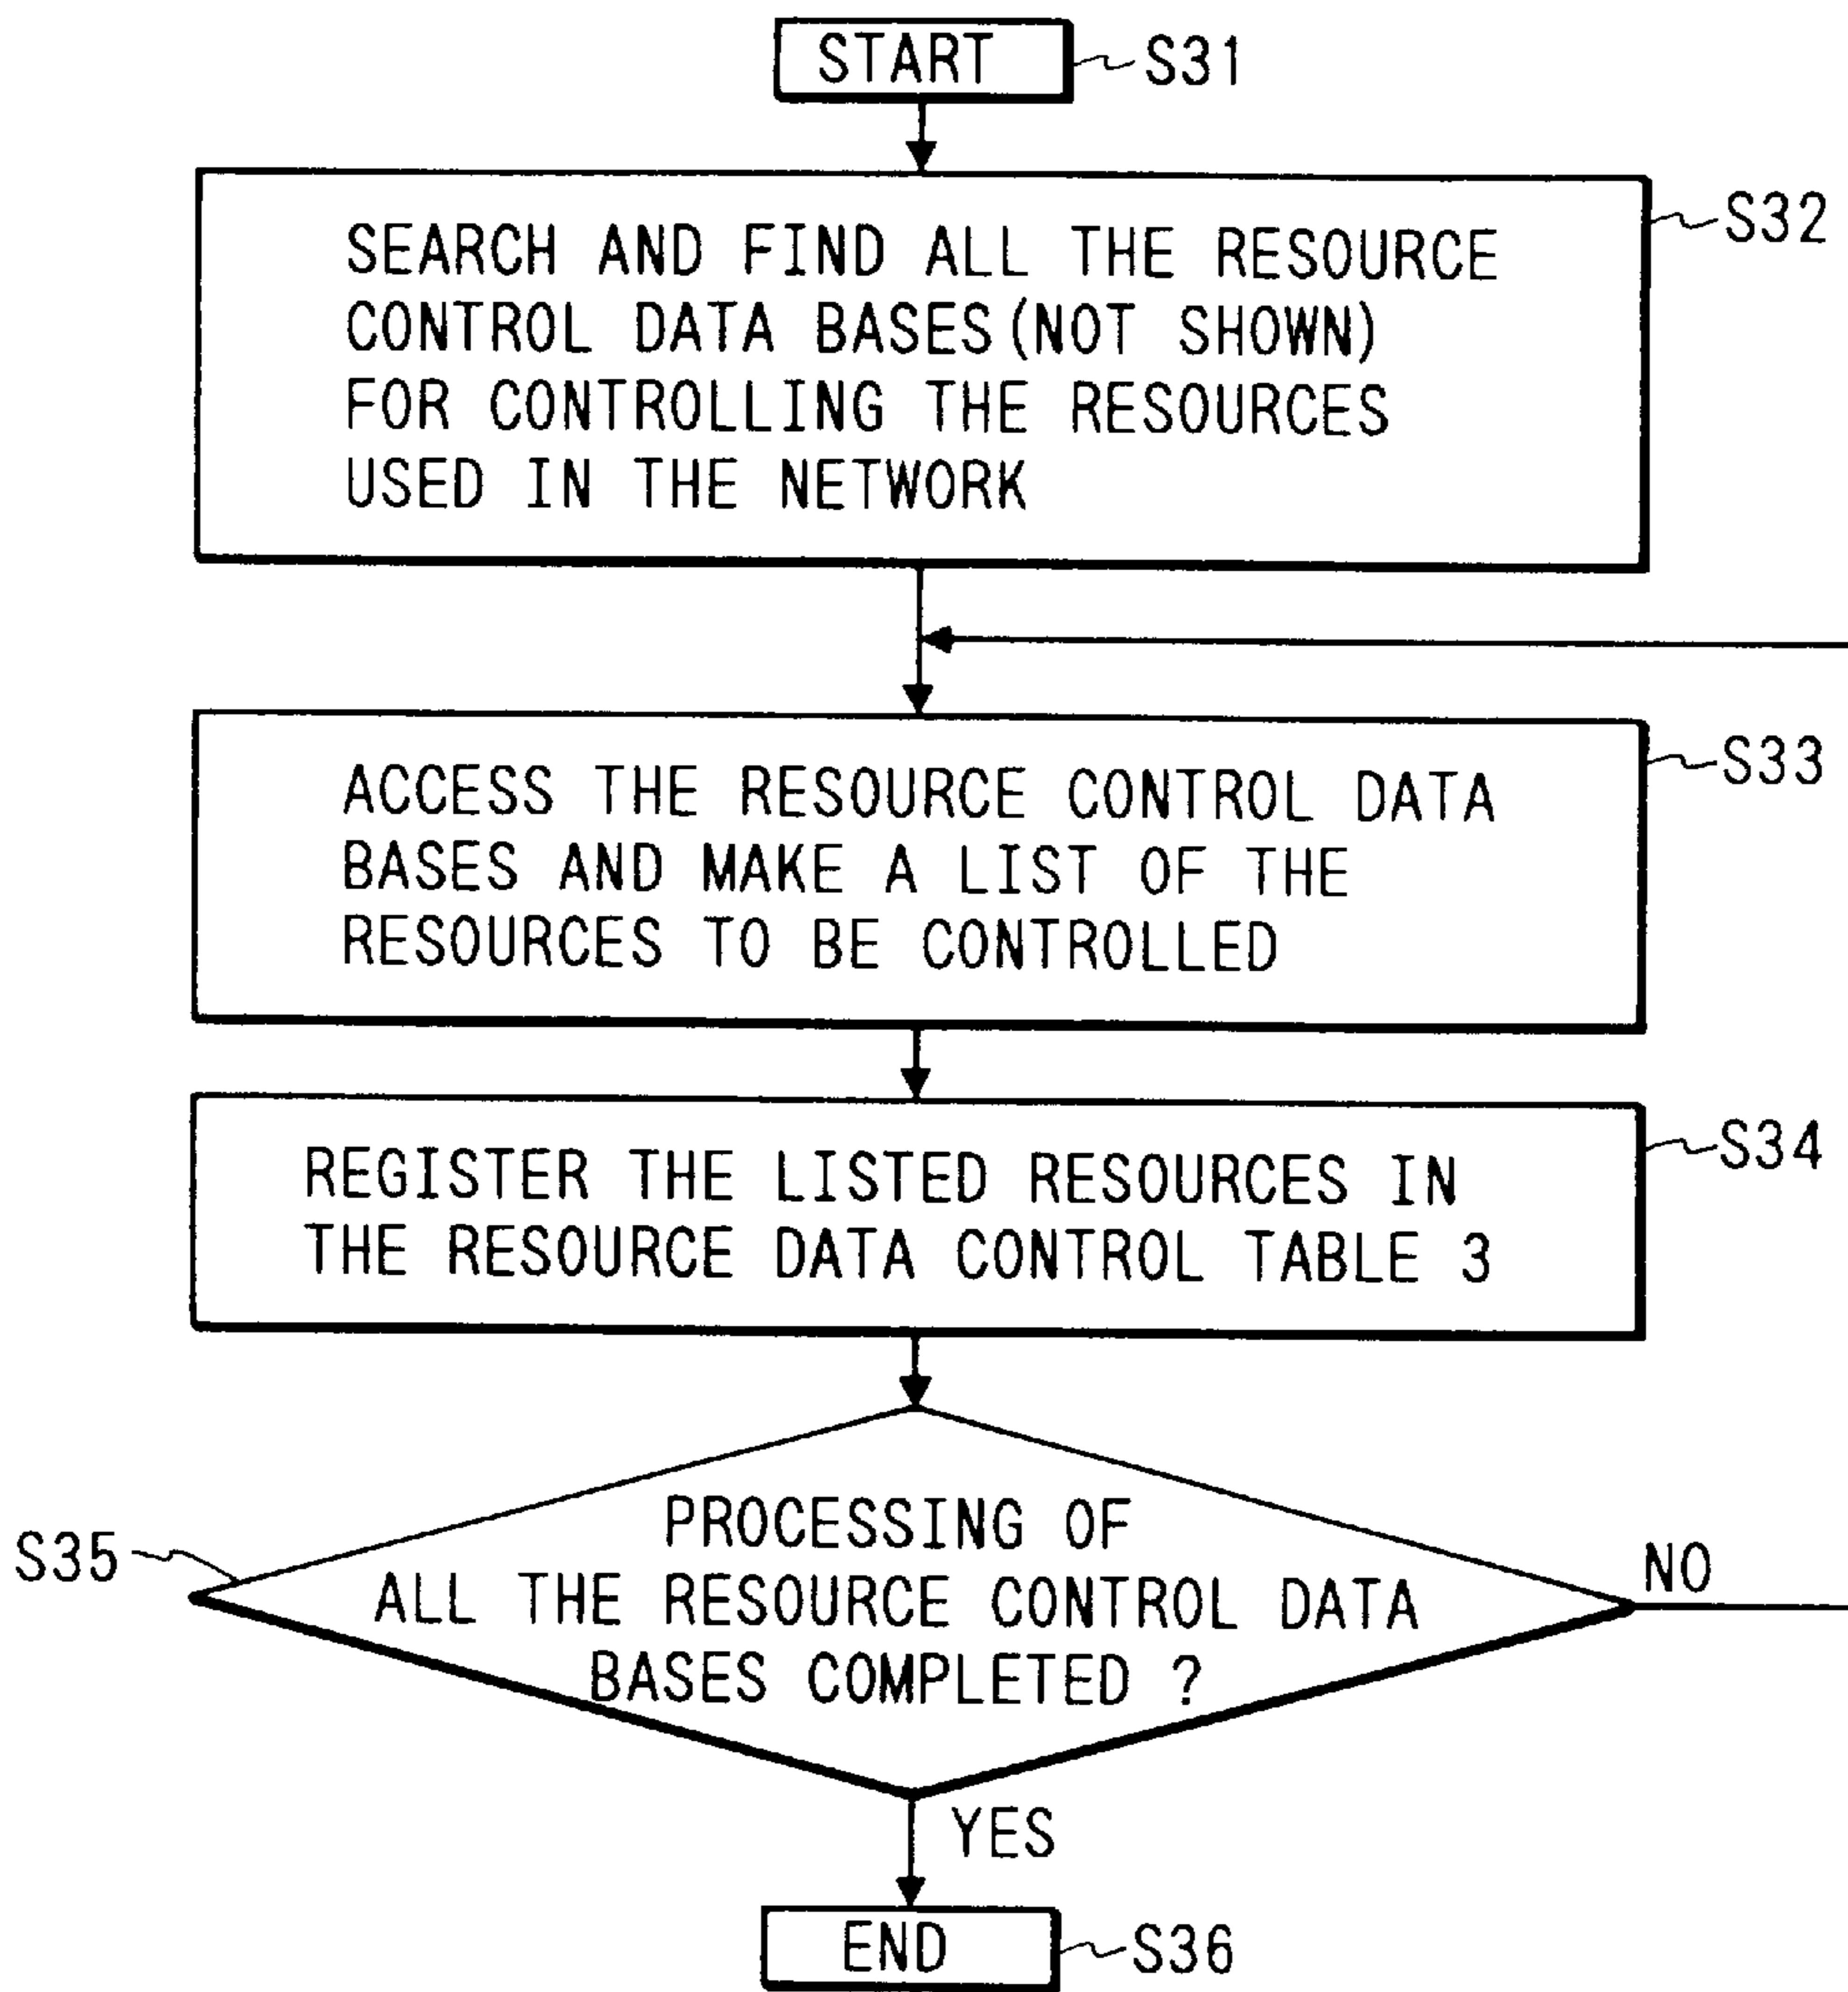 START
S31
S32
SEARCH AND FIND ALL THE RESOURCE
CONTROL DATA BASES(NOT SHOWN)
FOR CONTROLLING THE RESOURCES
USED IN THE NETWORK
S33
ACCESS THE RESOURCE CONTROL DATA
BASES AND MAKE A LIST OF THE
RESOURCES TO BE CONTROLLED
S34
REGISTER THE LISTED RESOURCES IN
THE RESOURCE DATA CONTROL TABLE 3
S35
PROCESSING OF
ALL THE RESOURCE CONTROL DATA
BASES COMPLETED ?
NO
YES
END
S36